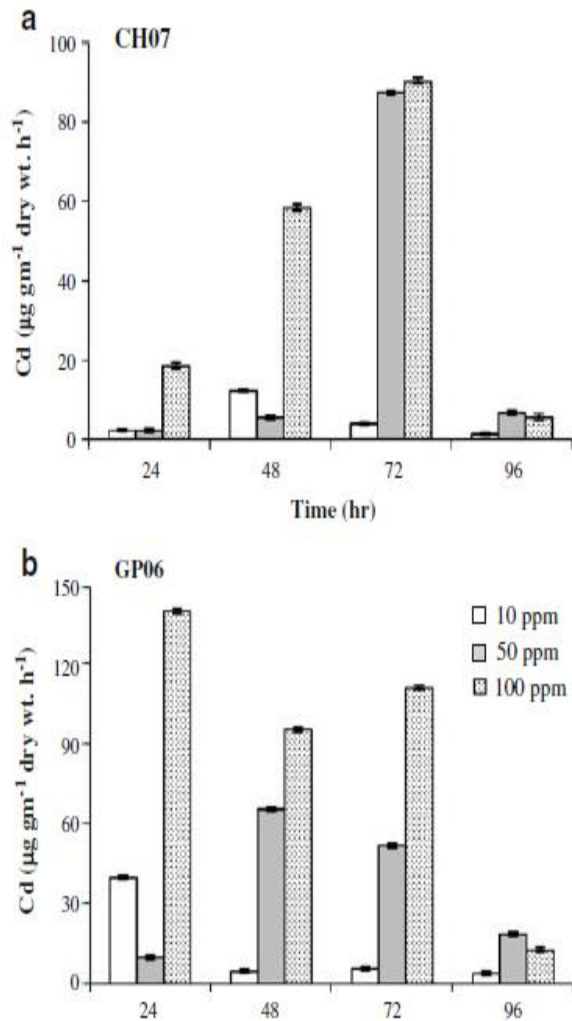 a
CH07
Cd (µg gm⁻¹ dry wt. h⁻¹)
100
80
60
40
20
0
24 48 72 96
Time (hr)
b
GP06
Cd (µg gm⁻¹ dry wt. h⁻¹)
150
120
90
60
30
0
10 ppm
50 ppm
100 ppm
24 48 72 96